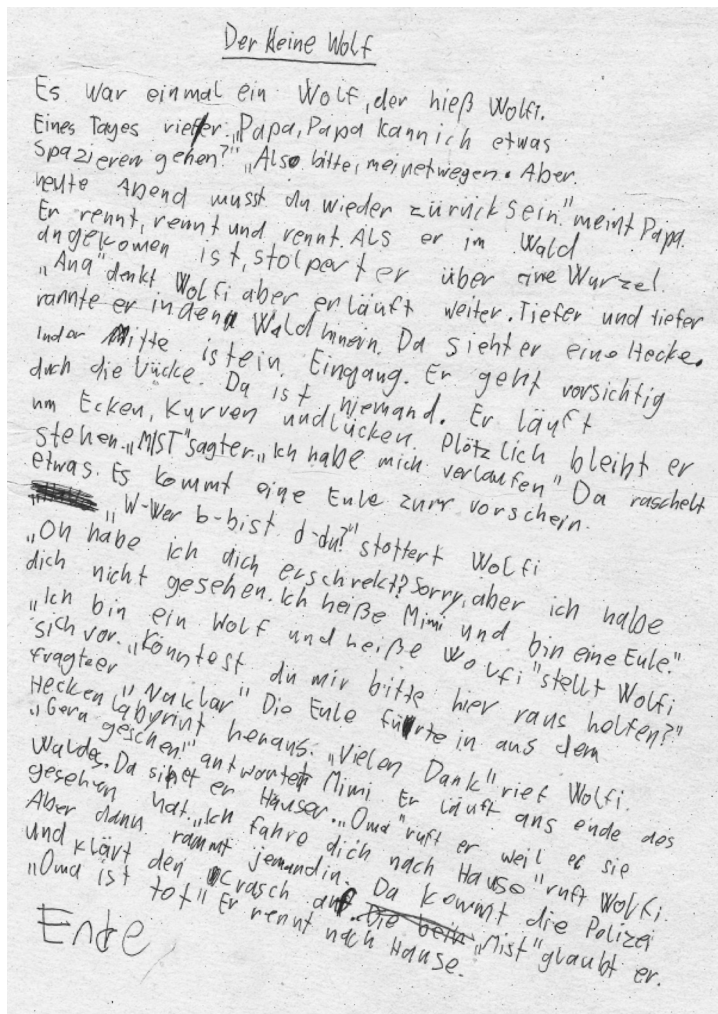 Der kleine Wolf
Es war einmal ein Wolf, der hieß Wolfi.
Eines Tages rief er „Papa, Papa kann ich etwas
spazieren gehen?" „Also bitte, meinetwegen. Aber
heute Abend musst du wieder zürück sein." meint Papa.
Er rennt, rennt und rennt. Als er im Wald
angekomen ist, stolpert er über eine Wurzel.
„Aua" denkt Wolfi aber er läuft weiter. Tiefer und tiefer
rannte er in den Wald hinein. Da sieht er eine Hecke.
In der Mitte ist ein Eingang. Er geht vorsichtig
duch die Lücke. Da ist niemand. Er läuft
um Ecken, Kurven und Lücken. Plötzlich bleibt er
stehen. „MIST" sagt er. „Ich habe mich verlaufen" Da raschelt
etwas. Es kommt eine Eule zum vorschein.
„W-Wer b-bist d-du?" stottert Wolfi
„Oh habe ich dich erschrekt? Sorry, aber ich habe
dich nicht gesehen. Ich heiße Mimi und bin eine Eule."
„Ich bin ein Wolf und heiße Wolfi" stellt Wolfi
sich vor. „Könntest du mir bitte hier raus helfen?"
fragt er „Naklar" Die Eule fürte in aus dem
Hecken labyrint heraus. „Vielen Dank" rief Wolfi.
„Gera geschen!" antwortet Mimi. Er läuft ans ende des
Waldes. Da sihet er Häuser. „Oma" ruft er weil er sie
gesehen hat. „Ich fahre dich nach Hause" ruft Wolfi.
Aber dann rammt jemand in. Da kommt die Polizei
und klärt den crasch auf. Die bein „Mist" glaubt er.
„Oma ist tot" Er rennt nach Hause.
Ende